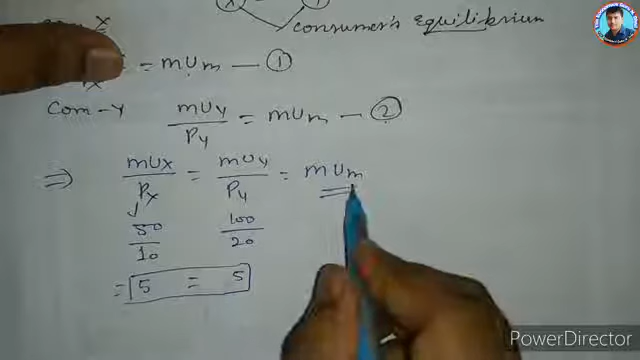 X Y
Consumer's Equilibrium
X
Px = mUm — ①
Com - Y mUy / Py = mUm — ②
⇒ mUx / Px = mUy / Py = mUm
50 / 10 100 / 20
= 5 = 5
PowerDirector